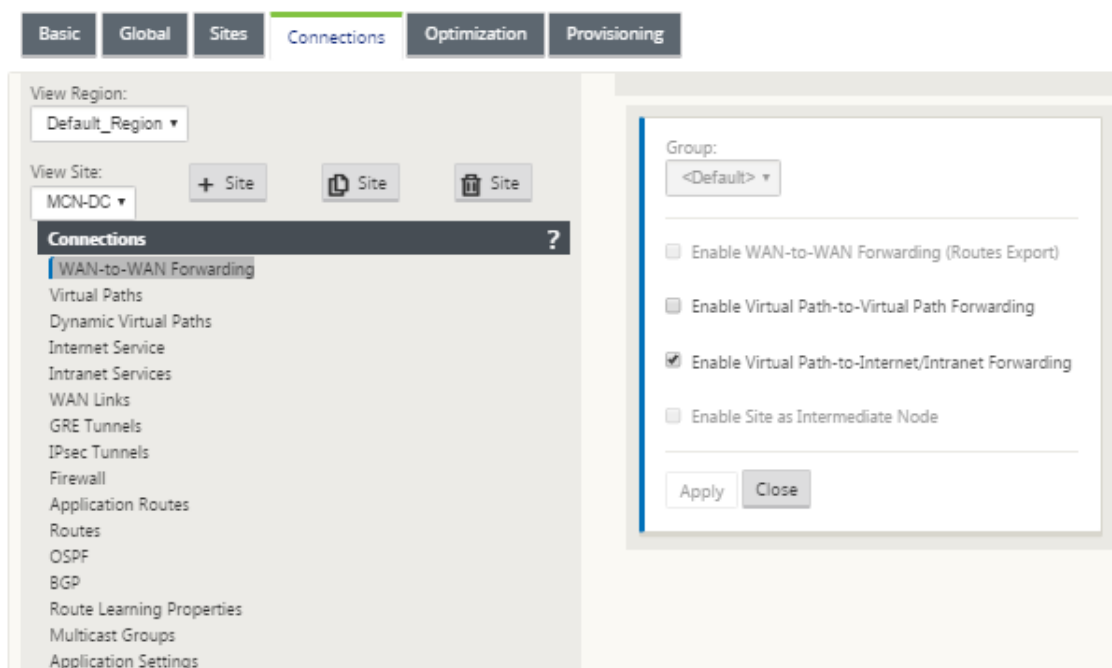 Basic Global Sites Connections Optimization Provisioning
View Region:
Default_Region
View Site:
MCN-DC
+ Site Site Site
Connections ?
WAN-to-WAN Forwarding
Virtual Paths
Dynamic Virtual Paths
Internet Service
Intranet Services
WAN Links
GRE Tunnels
IPsec Tunnels
Firewall
Application Routes
Routes
OSPF
BGP
Route Learning Properties
Multicast Groups
Application Settings
Group:
<Default>
Enable WAN-to-WAN Forwarding (Routes Export)
Enable Virtual Path-to-Virtual Path Forwarding
Enable Virtual Path-to-Internet/Intranet Forwarding
Enable Site as Intermediate Node
Apply Close